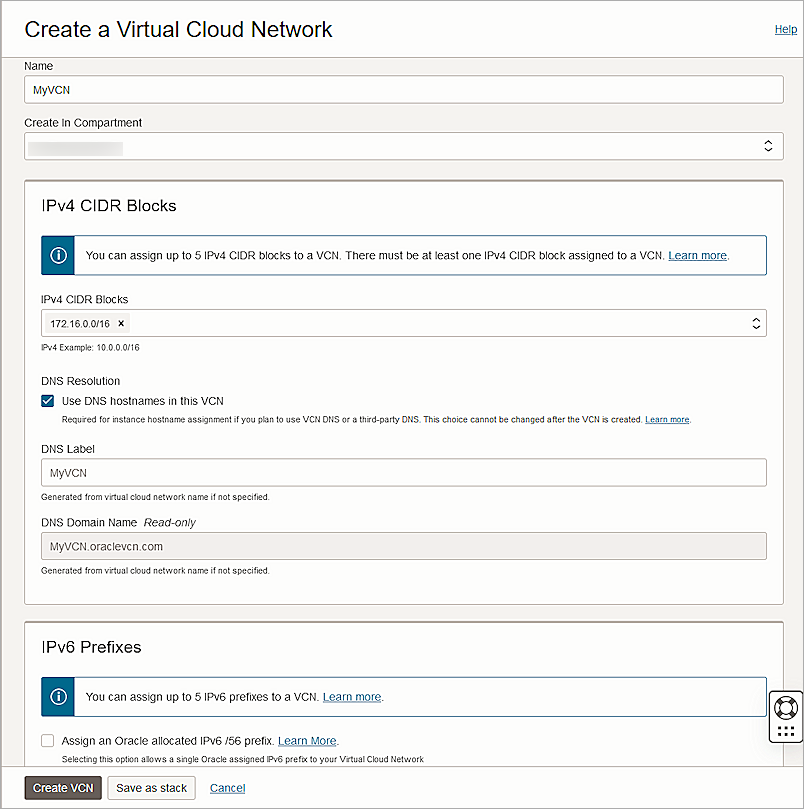 Create a Virtual Cloud Network
Help
Name
MyVCN
Create In Compartment
IPv4 CIDR Blocks
You can assign up to 5 IPv4 CIDR blocks to a VCN. There must be at least one IPv4 CIDR block assigned to a VCN. Learn more.
IPv4 CIDR Blocks
172.16.0.0/16 ×
IPv4 Example: 10.0.0.0/16
DNS Resolution
Use DNS hostnames in this VCN
Required for instance hostname assignment if you plan to use VCN DNS or a third-party DNS. This choice cannot be changed after the VCN is created. Learn more.
DNS Label
MyVCN
Generated from virtual cloud network name if not specified.
DNS Domain Name Read-only
MyVCN.oraclevcn.com
Generated from virtual cloud network name if not specified.
IPv6 Prefixes
You can assign up to 5 IPv6 prefixes to a VCN. Learn more.
Assign an Oracle allocated IPv6 /56 prefix. Learn More.
Selecting this option allows a single Oracle assigned IPv6 prefix to your Virtual Cloud Network
Create VCN Save as stack Cancel